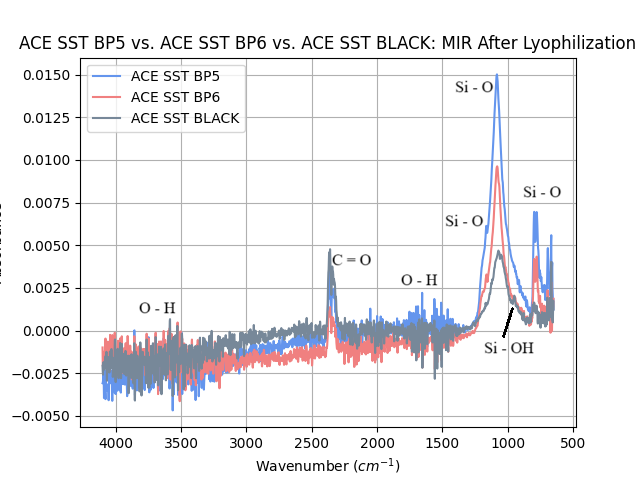 ACE SST BP5 vs. ACE SST BP6 vs. ACE SST BLACK: MIR After Lyophilization
ACE SST BP5
ACE SST BP6
ACE SST BLACK
Si - O
Si - O
Si - O
C = O
O - H
O - H
Si - OH
0.0150
0.0125
0.0100
0.0075
0.0050
0.0025
0.0000
−0.0025
−0.0050
4000 3500 3000 2500 2000 1500 1000 500
Wavenumber (cm⁻¹)